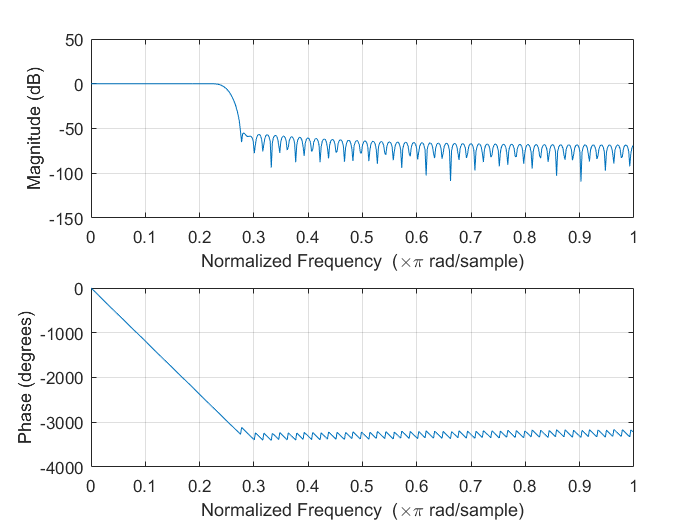 50
0
-50
-100
-150
Magnitude (dB)
0 0.1 0.2 0.3 0.4 0.5 0.6 0.7 0.8 0.9 1
Normalized Frequency (×π rad/sample)
0
-1000
-2000
-3000
-4000
Phase (degrees)
0 0.1 0.2 0.3 0.4 0.5 0.6 0.7 0.8 0.9 1
Normalized Frequency (×π rad/sample)